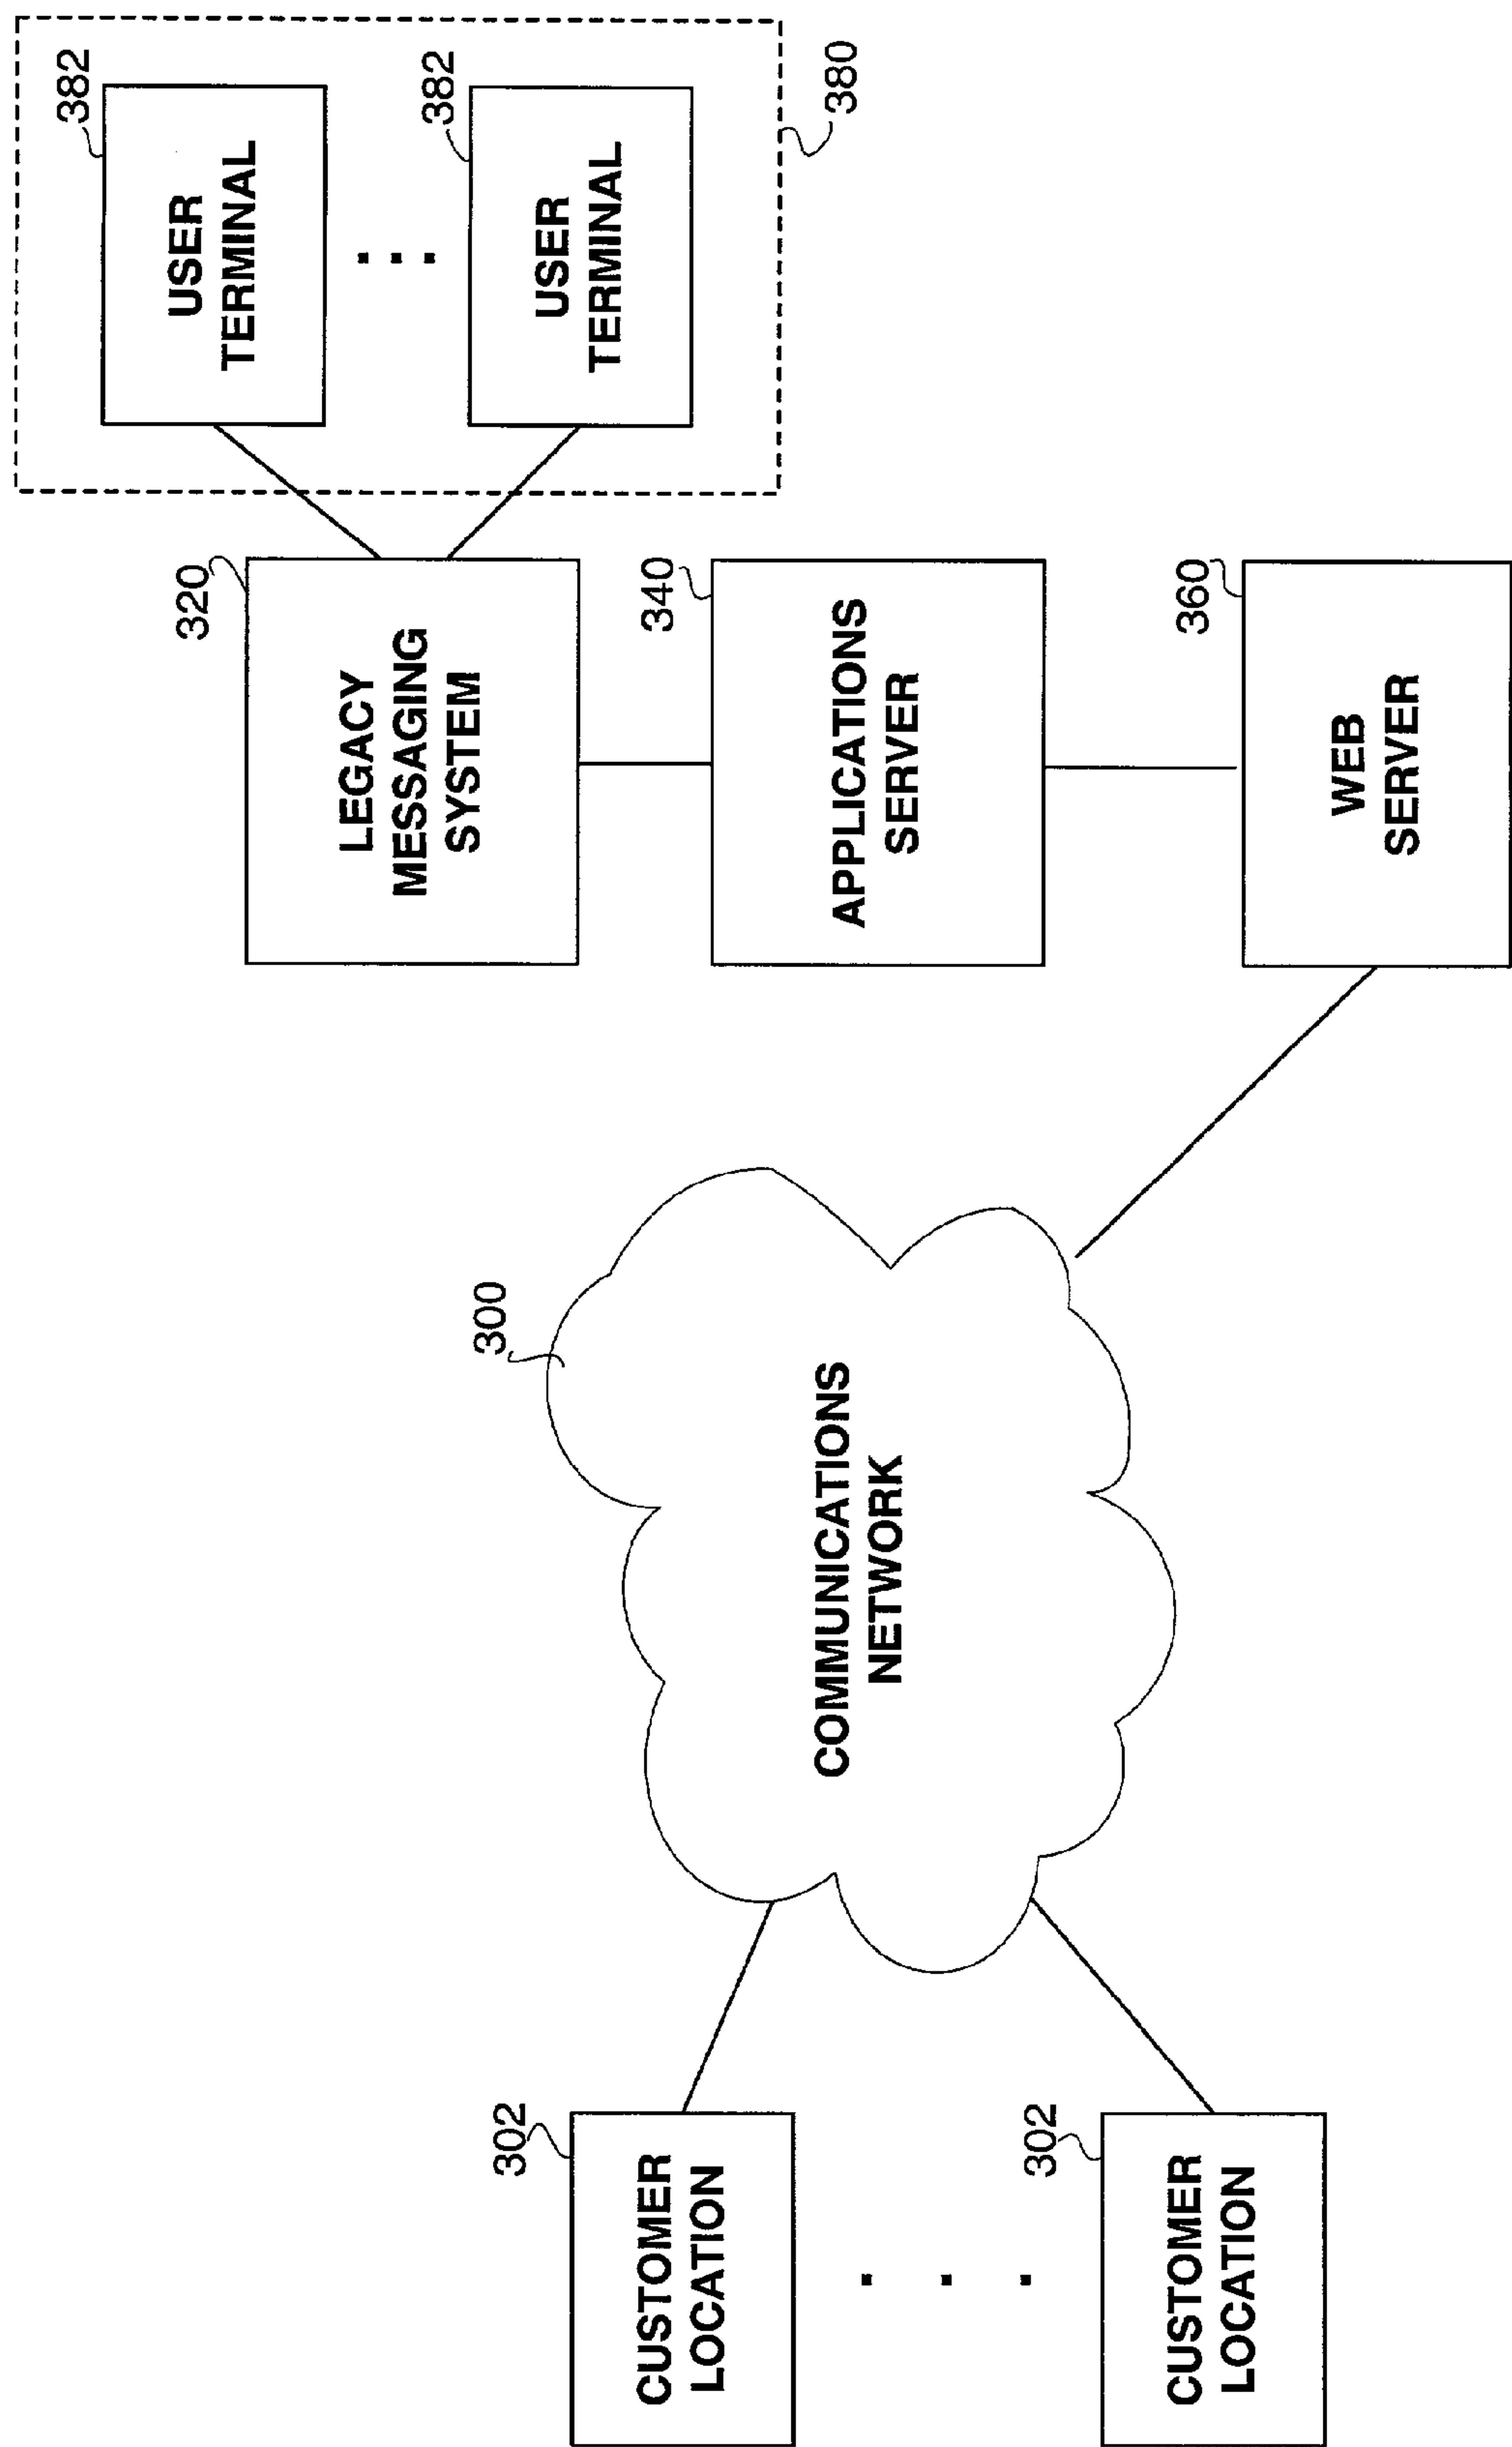 382
USER
TERMINAL
382
USER
TERMINAL
380
320
LEGACY
MESSAGING
SYSTEM
340
APPLICATIONS
SERVER
360
WEB
SERVER
300
COMMUNICATIONS
NETWORK
302
CUSTOMER
LOCATION
302
CUSTOMER
LOCATION